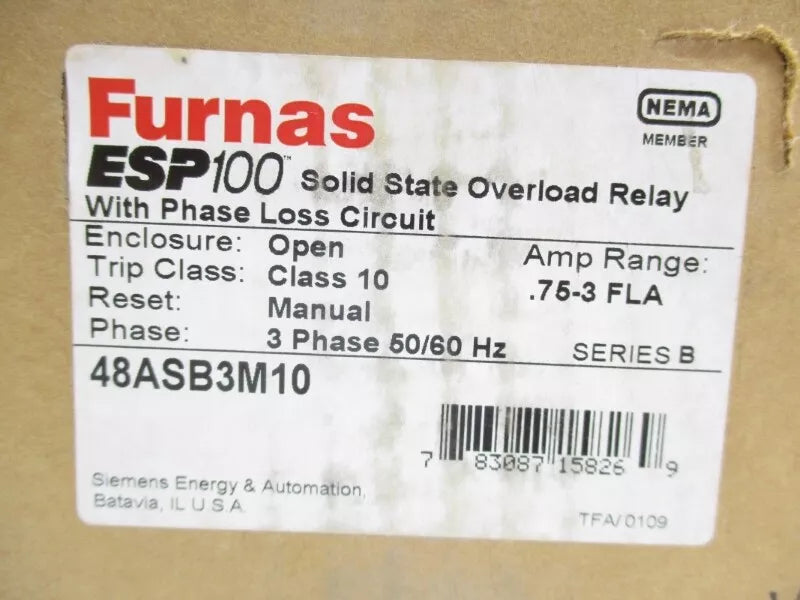 Furnas
NEMA
MEMBER
ESP100™ Solid State Overload Relay
With Phase Loss Circuit
Enclosure: Open
Amp Range:
Trip Class: Class 10
.75-3 FLA
Reset: Manual
Phase: 3 Phase 50/60 Hz
SERIES B
48ASB3M10
7 83087 15826 9
Siemens Energy & Automation,
Batavia, IL U.S.A.
TFA/0109